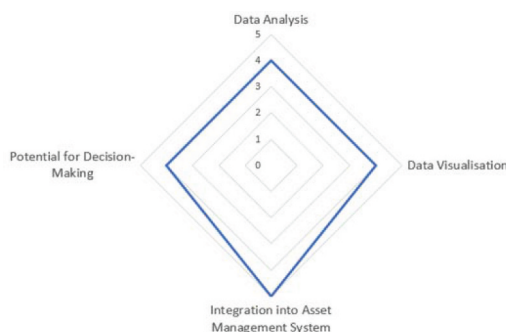 Data Analysis
5
4
3
2
1
0
Potential for Decision-
Making
Data Visualisation
Integration into Asset
Management System